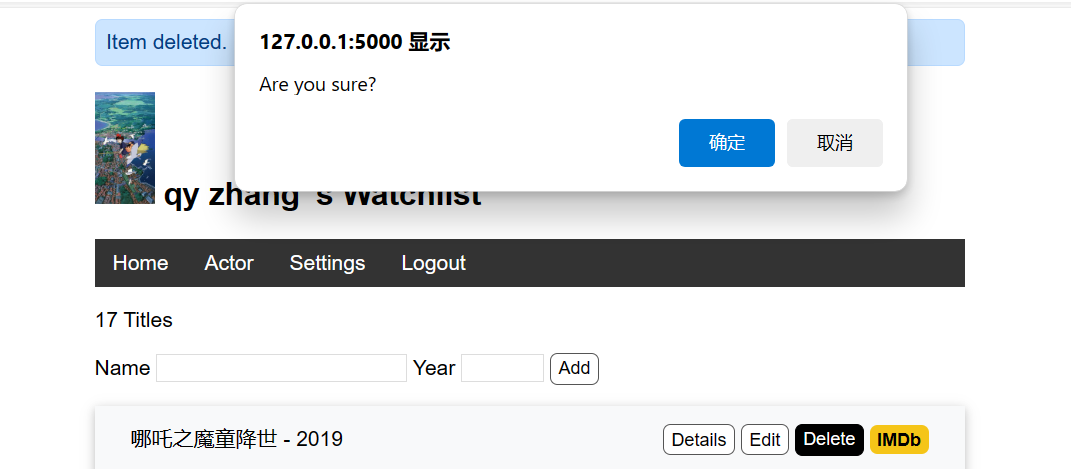 Item deleted.
127.0.0.1:5000 显示
Are you sure?
确定 取消
qy zhang 's Watchlist
Home Actor Settings Logout
17 Titles
Name Year Add
哪吒之魔童降世 - 2019 Details Edit Delete IMDb